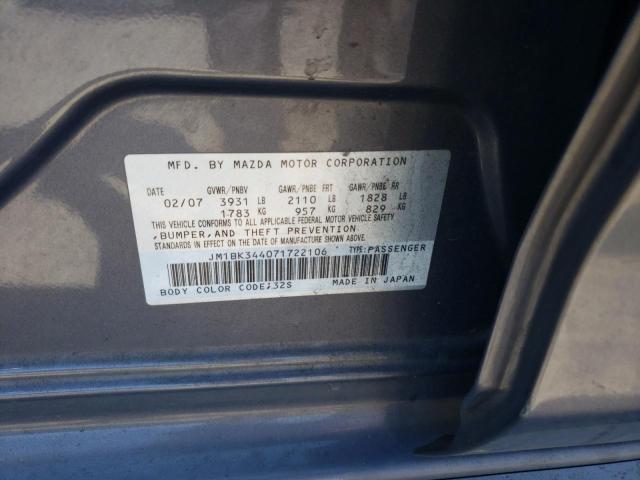 MFD. BY MAZDA MOTOR CORPORATION
DATE GVWR/PNBV GAWR/PNBE FRT GAWR/PNBE RR
02/07 3931 LB 2110 LB 1828 LB
1783 KG 957 KG 829 KG
THIS VEHICLE CONFORMS TO ALL APPLICABLE FEDERAL MOTOR VEHICLE SAFETY
,BUMPER,AND THEFT PREVENTION
STANDARDS IN EFFECT ON THE DATE OF MANUFACTURE SHOWN ABOVE.
JM1BK344071722106 TYPE:PASSENGER
BODY COLOR CODE:32S MADE IN JAPAN